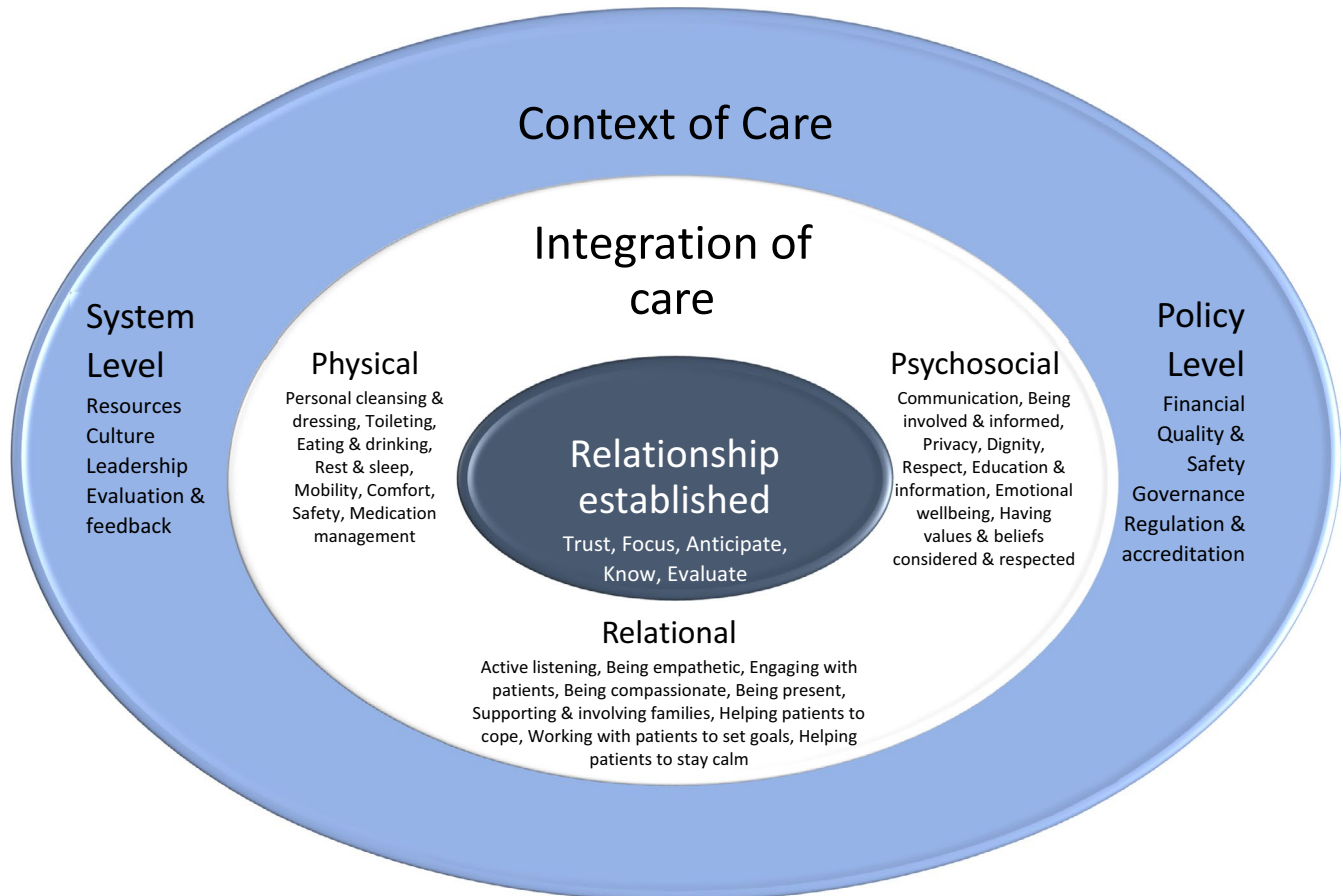 Context of Care
Integration of
care
System
Level
Resources
Culture
Leadership
Evaluation &
feedback
Physical
Personal cleansing &
dressing, Toileting,
Eating & drinking,
Rest & sleep,
Mobility, Comfort,
Safety, Medication
management
Relationship
established
Trust, Focus, Anticipate,
Know, Evaluate
Psychosocial
Communication, Being
involved & informed,
Privacy, Dignity,
Respect, Education &
information, Emotional
wellbeing, Having
values & beliefs
considered & respected
Policy
Level
Financial
Quality &
Safety
Governance
Regulation &
accreditation
Relational
Active listening, Being empathetic, Engaging with
patients, Being compassionate, Being present,
Supporting & involving families, Helping patients to
cope, Working with patients to set goals, Helping
patients to stay calm